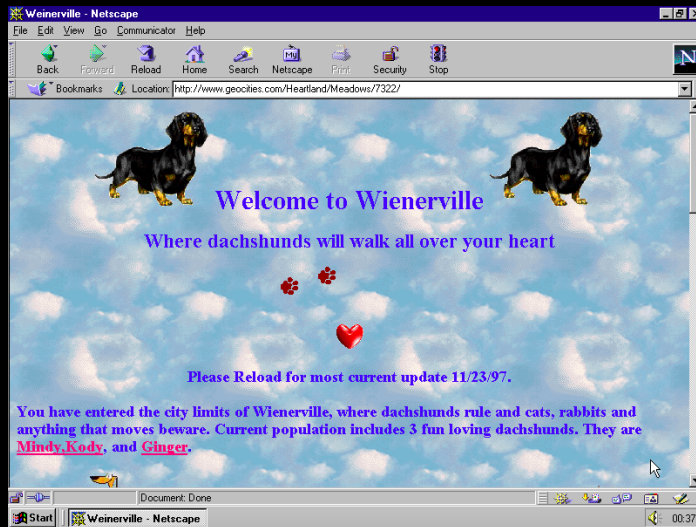 Weinerville - Netscape
File Edit View Go Communicator Help
Back Forward Reload Home Search Netscape Print Security Stop
My
N
Bookmarks Location: http://www.geocities.com/Heartland/Meadows/7322/
Welcome to Wienerville
Where dachshunds will walk all over your heart
Please Reload for most current update 11/23/97.
You have entered the city limits of Wienerville, where dachshunds rule and cats, rabbits and
anything that moves beware. Current population includes 3 fun loving dachshunds. They are
Mindy,Kody, and Ginger.
Document: Done
Start Weinerville - Netscape 00:37